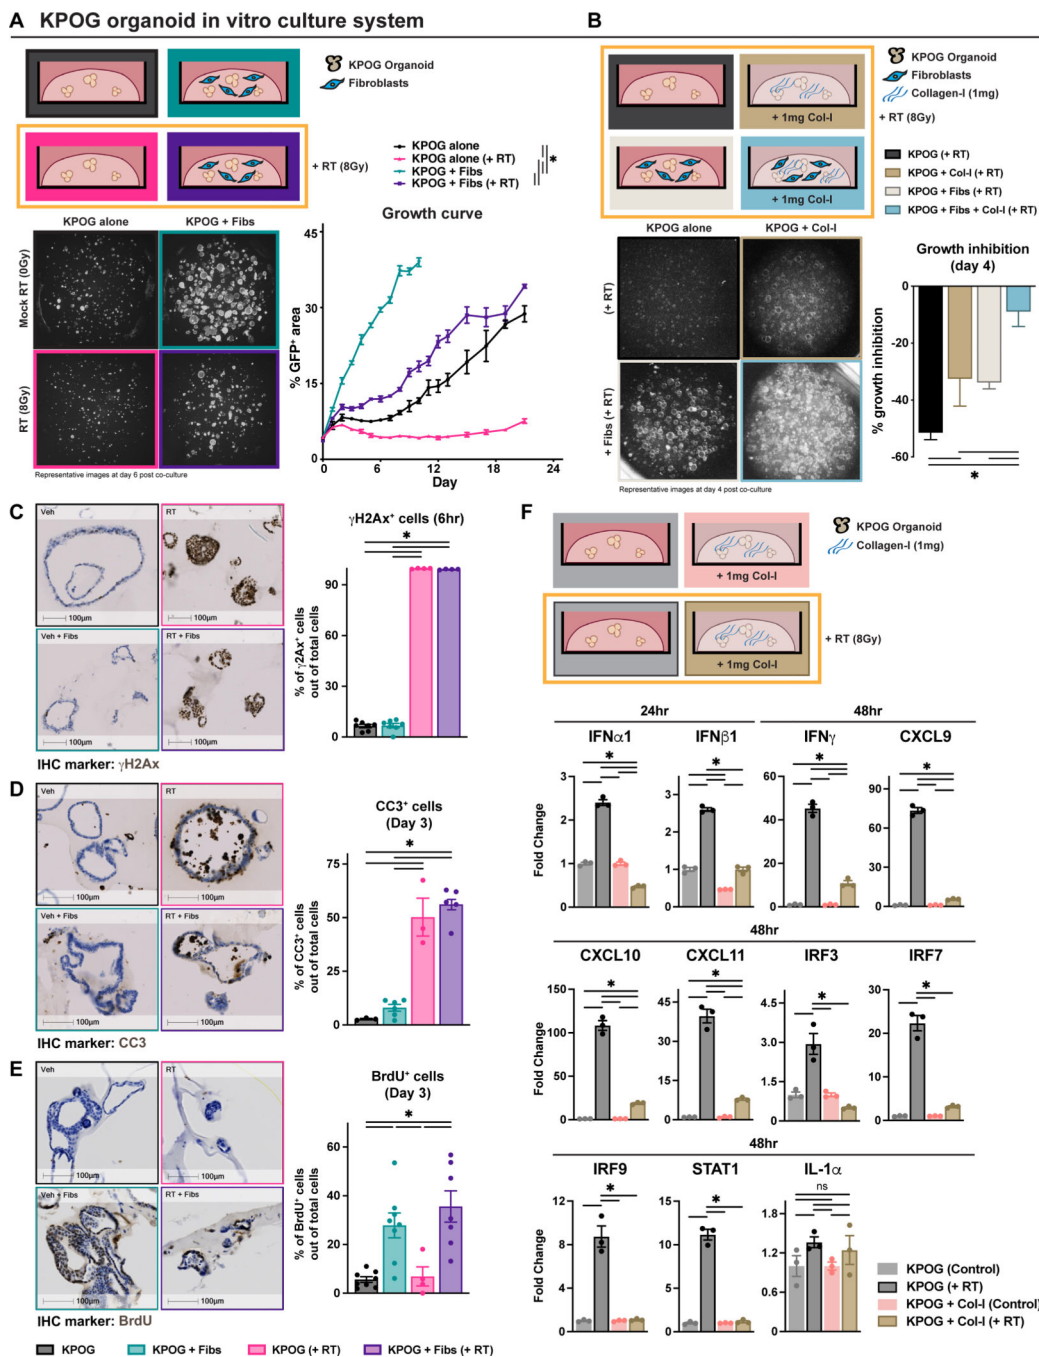 A KPOG organoid in vitro culture system
KPOG Organoid
Fibroblasts
+ RT (8Gy)
KPOG alone
KPOG alone (+ RT)
KPOG + Fibs
KPOG + Fibs (+ RT)
*
KPOG alone
KPOG + Fibs
Mock RT (0Gy)
RT (8Gy)
Representative images at day 6 post co-culture
Growth curve
% GFP⁺ area
45
30
15
0
0 6 12 18 24
Day
B
KPOG Organoid
Fibroblasts
Collagen-I (1mg)
+ RT (8Gy)
+ 1mg Col-I
+ 1mg Col-I
KPOG (+ RT)
KPOG + Col-I (+ RT)
KPOG + Fibs (+ RT)
KPOG + Fibs + Col-I (+ RT)
KPOG alone
KPOG + Col-I
(+ RT)
+ Fibs (+ RT)
Representative images at day 4 post co-culture
Growth inhibition
(day 4)
% growth inhibition
0
-20
-40
-60
*
C
Veh
RT
100µm
100µm
Veh + Fibs
RT + Fibs
100µm
100µm
IHC marker: γH2Ax
γH2Ax⁺ cells (6hr)
*
% of γ2Ax⁺ cells
out of total cells
90
60
30
0
D
Veh
RT
100µm
100µm
Veh + Fibs
RT + Fibs
100µm
100µm
IHC marker: CC3
CC3⁺ cells
(Day 3)
*
% of CC3⁺ cells
out of total cells
75
50
25
0
E
Veh
RT
100µm
100µm
Veh + Fibs
RT + Fibs
100µm
100µm
IHC marker: BrdU
BrdU⁺ cells
(Day 3)
*
% of BrdU⁺ cells
out of total cells
60
40
20
0
KPOG
KPOG + Fibs
KPOG (+ RT)
KPOG + Fibs (+ RT)
F
KPOG Organoid
Collagen-I (1mg)
+ 1mg Col-I
+ 1mg Col-I
+ RT (8Gy)
24hr
48hr
IFNα1
IFNβ1
IFNγ
CXCL9
Fold Change
3
2
1
0
*
3
2
1
0
*
60
40
20
0
*
90
60
30
0
*
48hr
CXCL10
CXCL11
IRF3
IRF7
Fold Change
150
100
50
0
*
45
30
15
0
*
4.5
3.0
1.5
0
*
30
20
10
0
*
48hr
IRF9
STAT1
IL-1α
Fold Change
12
8
4
0
*
15
10
5
0
*
1.8
1.2
0.6
0
ns
KPOG (Control)
KPOG (+ RT)
KPOG + Col-I (Control)
KPOG + Col-I (+ RT)